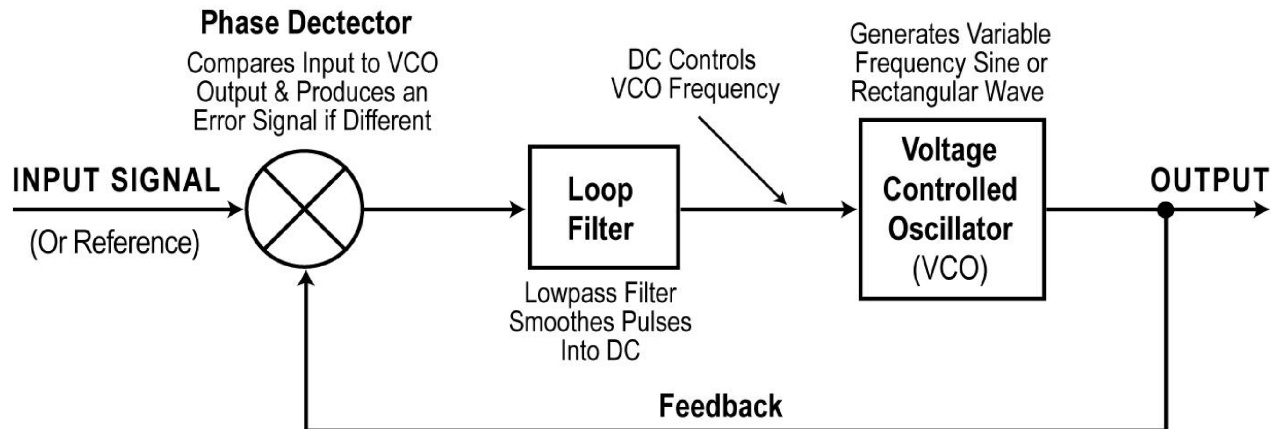 Phase Dectector
Compares Input to VCO
Output & Produces an
Error Signal if Different
INPUT SIGNAL
(Or Reference)
Loop
Filter
Lowpass Filter
Smoothes Pulses
Into DC
DC Controls
VCO Frequency
Generates Variable
Frequency Sine or
Rectangular Wave
Voltage
Controlled
Oscillator
(VCO)
OUTPUT
Feedback